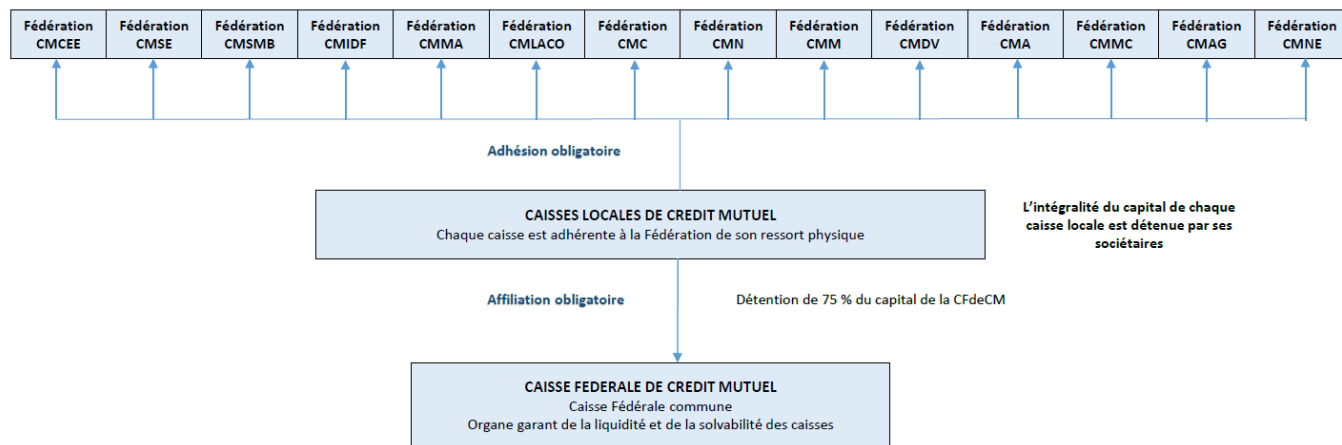 Fédération CMCEE
Fédération CMSE
Fédération CMSMB
Fédération CMIDF
Fédération CMMA
Fédération CMLACO
Fédération CMC
Fédération CMN
Fédération CMM
Fédération CMDV
Fédération CMA
Fédération CMMC
Fédération CMAG
Fédération CMNE
Adhésion obligatoire
CAISSES LOCALES DE CREDIT MUTUEL
Chaque caisse est adhérente à la Fédération de son ressort physique
L'intégralité du capital de chaque
caisse locale est détenue par ses
sociétaires
Affiliation obligatoire
Détention de 75 % du capital de la CFdeCM
CAISSE FEDERALE DE CREDIT MUTUEL
Caisse Fédérale commune
Organe garant de la liquidité et de la solvabilité des caisses